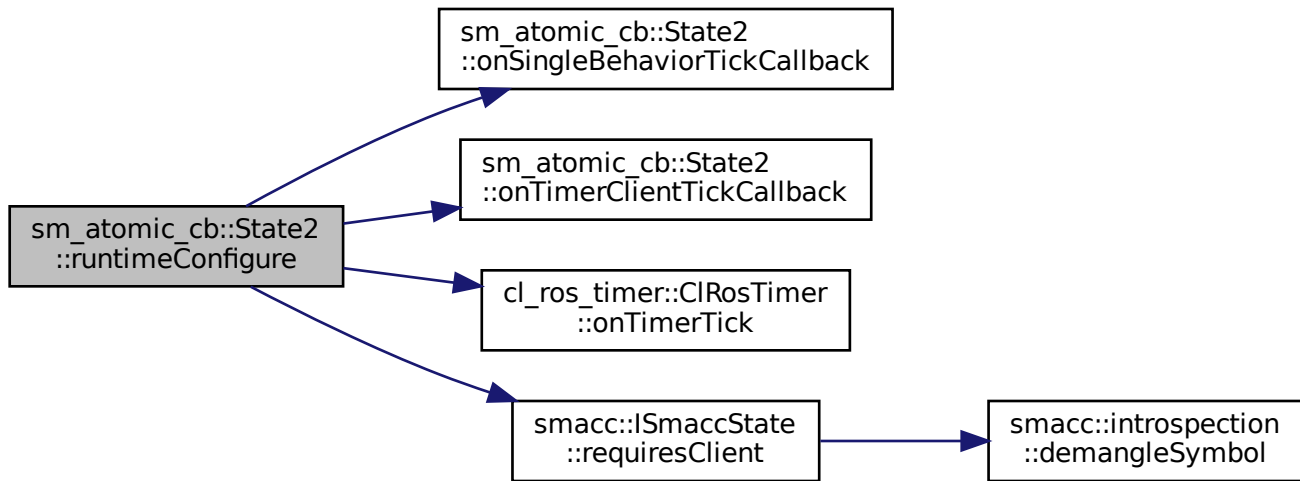 sm_atomic_cb::State2
::onSingleBehaviorTickCallback
sm_atomic_cb::State2
::onTimerClientTickCallback
sm_atomic_cb::State2
::runtimeConfigure
cl_ros_timer::ClRosTimer
::onTimerTick
smacc::ISmaccState
::requiresClient
smacc::introspection
::demangleSymbol